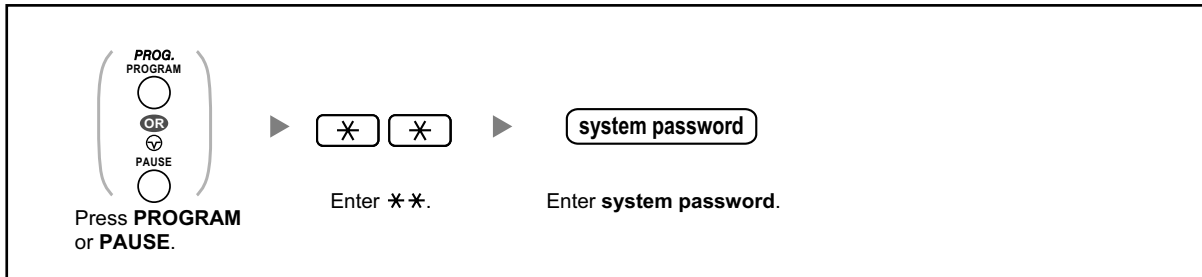 PROG.
PROGRAM
OR
PAUSE
Press PROGRAM
or PAUSE.
✳ ✳
Enter ✳✳.
system password
Enter system password.